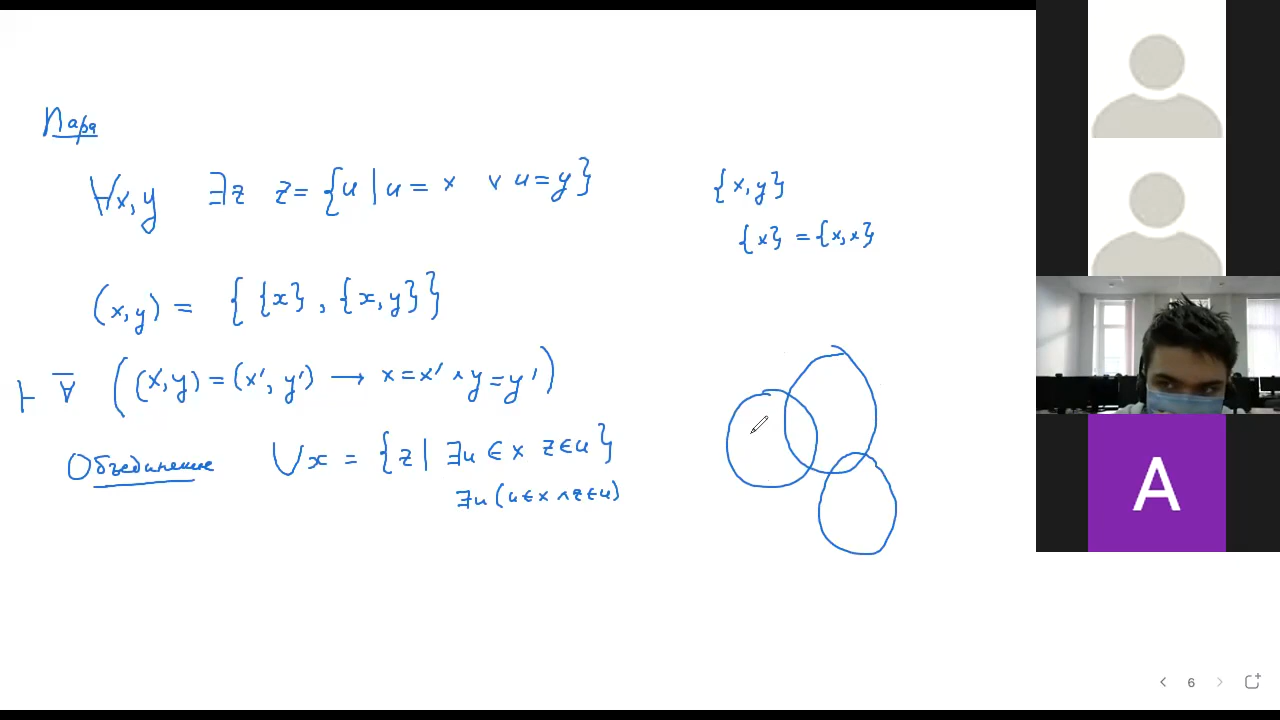 Пара
∀x,y ∃z z = {u | u = x ∨ u = y}
{x, y}
{x} = {x, x}
(x,y) = { {x} , {x, y} }
⊢ ∀̅ ((x,y) = (x', y') → x = x' ∧ y = y')
Объединение ⋃x = {z | ∃u ∈ x z ∈ u}
∃u (u ∈ x ∧ z ∈ u)
A
6